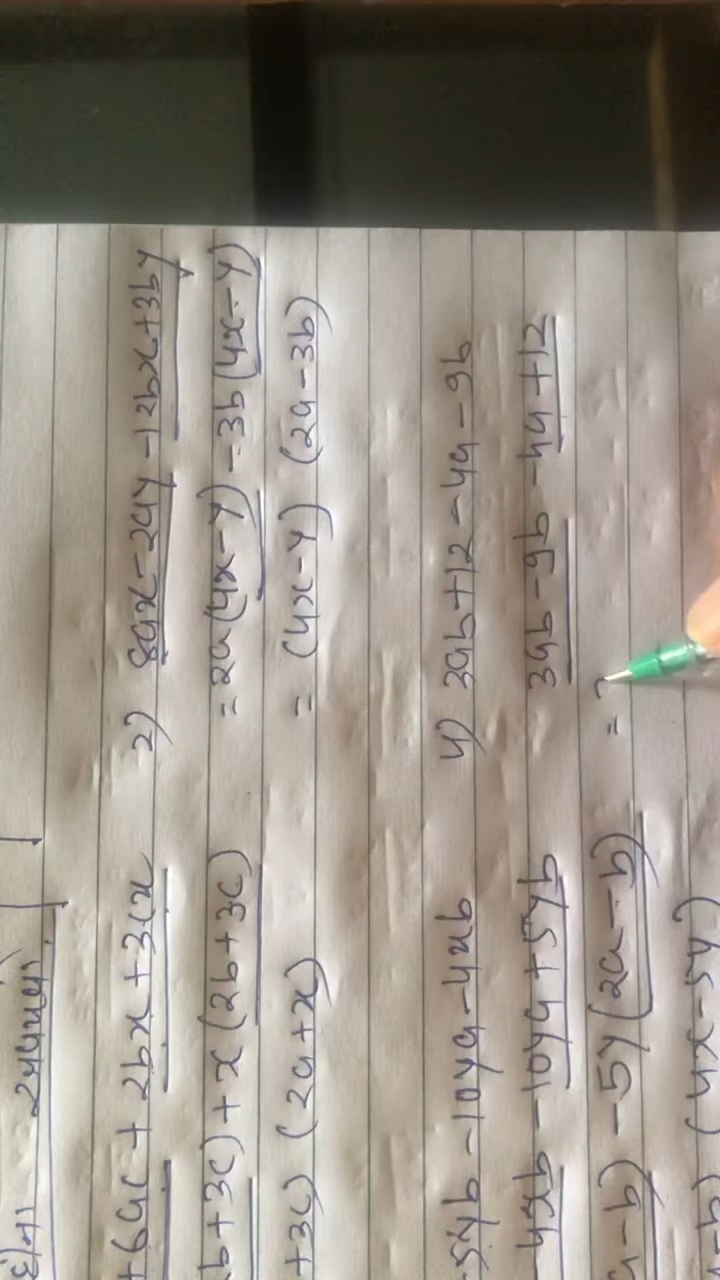 +6ac + 2bx + 3cx 2) 8ax-2ay -12bx+3by
b+3c) + x (2b+3c) = 2a(4x-y) -3b(4x-y)
+3c) (2a+x) = (4x-y) (2a-3b)
-5yb -10ya -4xb 4) 3ab+12-4a-9b
-4xb -10ya+5yb 3ab-9b -4a+12
a-b) -5y(2a-b) =
a-b) (4x-5y)